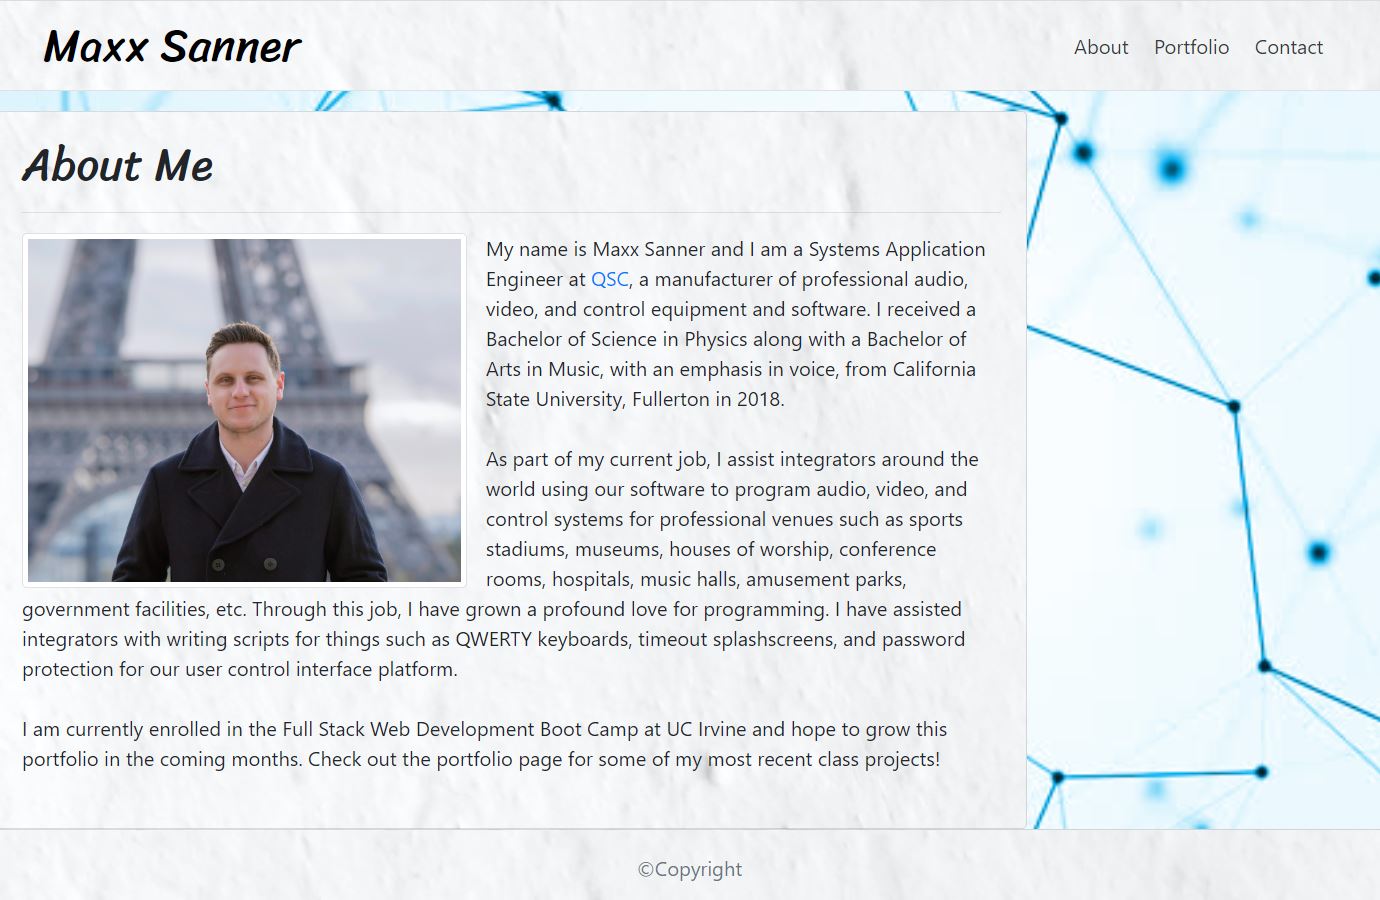 Maxx Sanner
About Portfolio Contact
About Me
My name is Maxx Sanner and I am a Systems Application
Engineer at QSC, a manufacturer of professional audio,
video, and control equipment and software. I received a
Bachelor of Science in Physics along with a Bachelor of
Arts in Music, with an emphasis in voice, from California
State University, Fullerton in 2018.
As part of my current job, I assist integrators around the
world using our software to program audio, video, and
control systems for professional venues such as sports
stadiums, museums, houses of worship, conference
rooms, hospitals, music halls, amusement parks,
government facilities, etc. Through this job, I have grown a profound love for programming. I have assisted
integrators with writing scripts for things such as QWERTY keyboards, timeout splashscreens, and password
protection for our user control interface platform.
I am currently enrolled in the Full Stack Web Development Boot Camp at UC Irvine and hope to grow this
portfolio in the coming months. Check out the portfolio page for some of my most recent class projects!
©Copyright